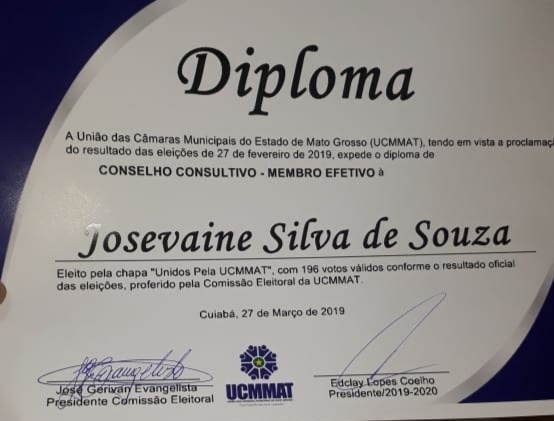 Diploma
A União das Câmaras Municipais do Estado de Mato Grosso (UCMMAT), tendo em vista a proclamaç
do resultado das eleições de 27 de fevereiro de 2019, expede o diploma de
CONSELHO CONSULTIVO - MEMBRO EFETIVO à
Josevaine Silva de Souza
Eleito pela chapa "Unidos Pela UCMMAT", com 196 votos válidos conforme o resultado oficial
das eleições, proferido pela Comissão Eleitoral da UCMMAT.
Cuiabá, 27 de Março de 2019
José Gerivan Evangelista
Presidente Comissão Eleitoral
UCMMAT
Edclay Lopes Coelho
Presidente/2019-2020